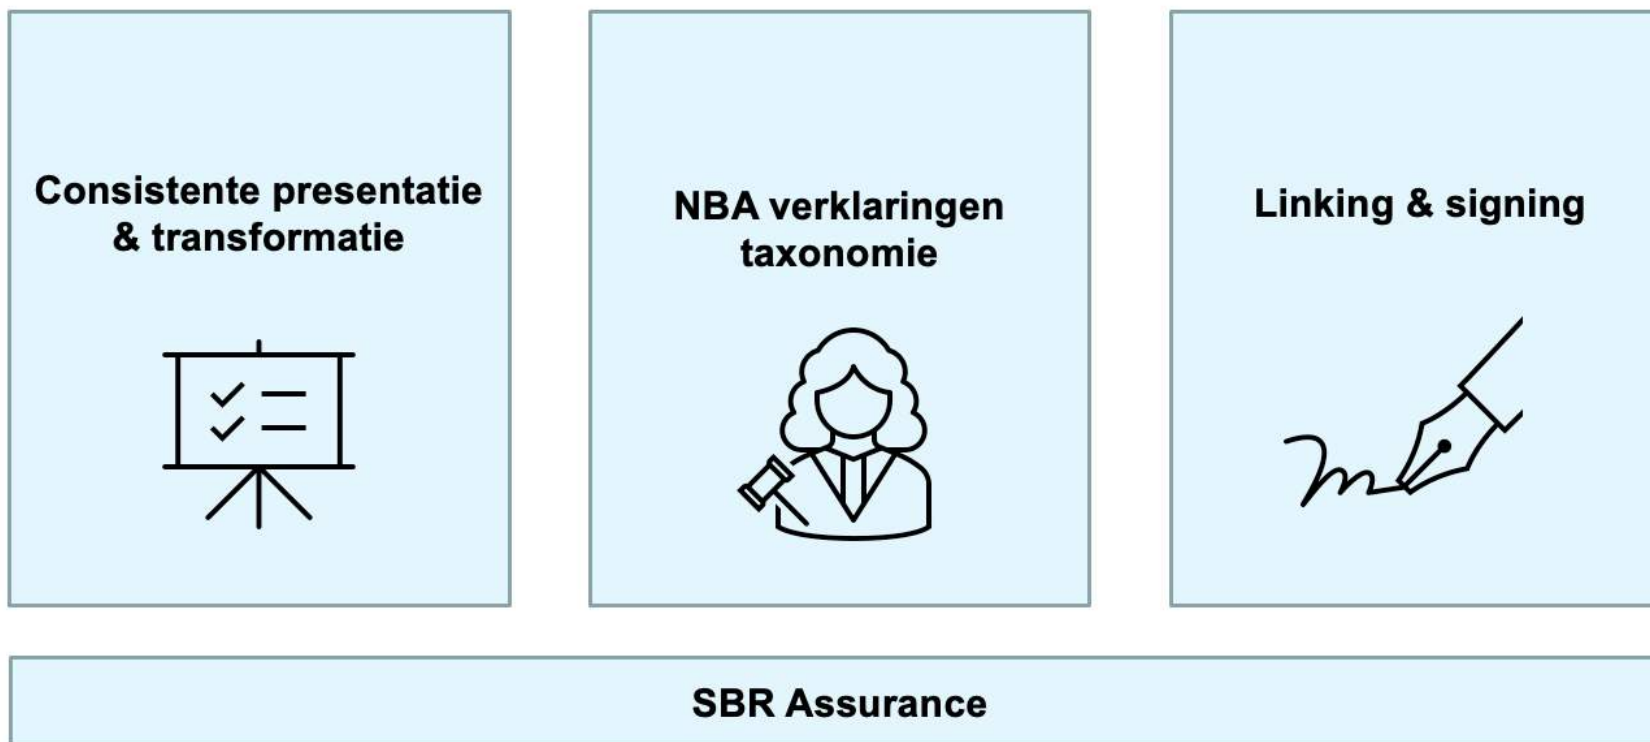 Consistente presentatie
& transformatie
NBA verklaringen
taxonomie
Linking & signing
SBR Assurance